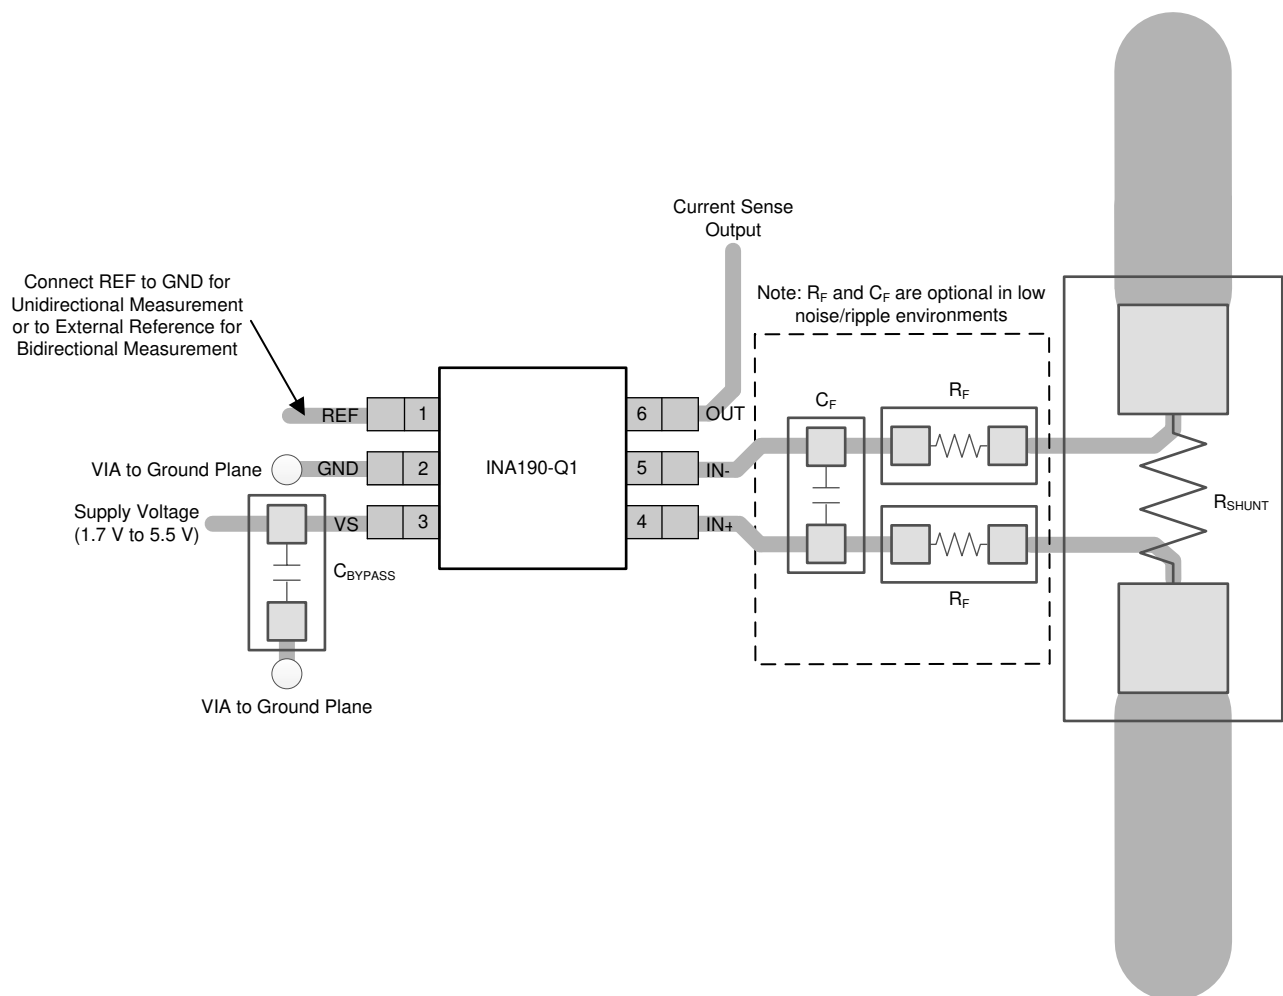 Current Sense
Output
Connect REF to GND for
Unidirectional Measurement
or to External Reference for
Bidirectional Measurement
Note: RF and CF are optional in low
noise/ripple environments
REF
1
6
OUT
CF
RF
VIA to Ground Plane
GND
2
INA190-Q1
5
IN-
Supply Voltage
(1.7 V to 5.5 V)
VS
3
4
IN+
RSHUNT
CBYPASS
RF
VIA to Ground Plane